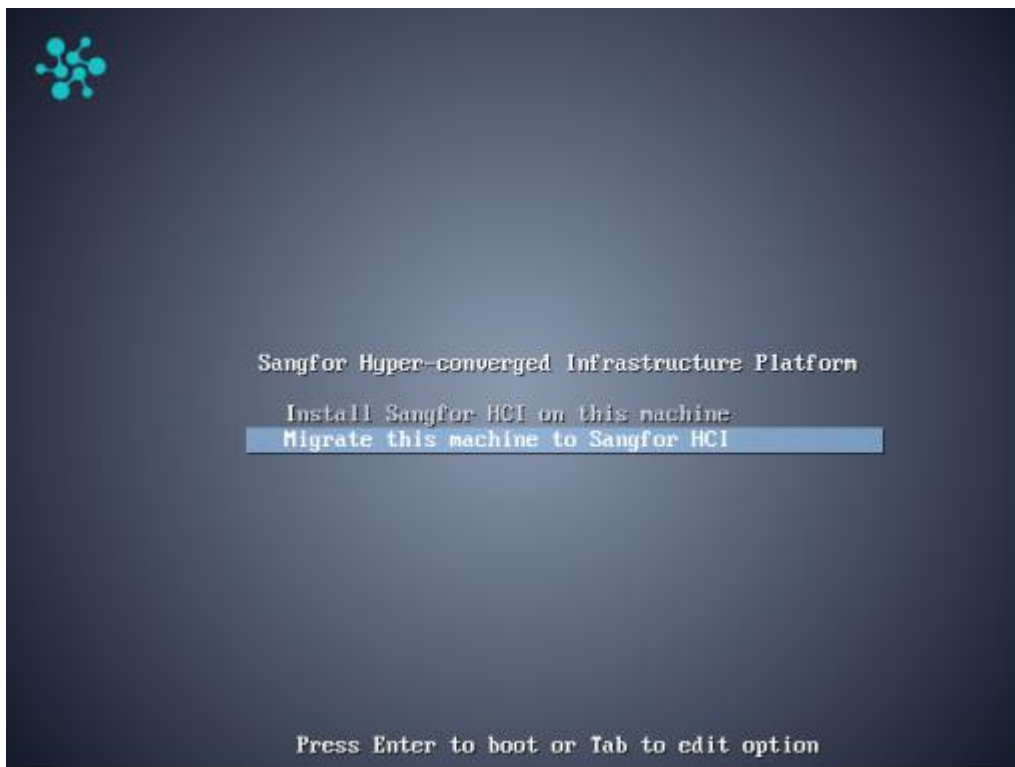 Sangfor Hyper-converged Infrastructure Platform
Install Sangfor HCI on this machine
Migrate this machine to Sangfor HCI
Press Enter to boot or Tab to edit option